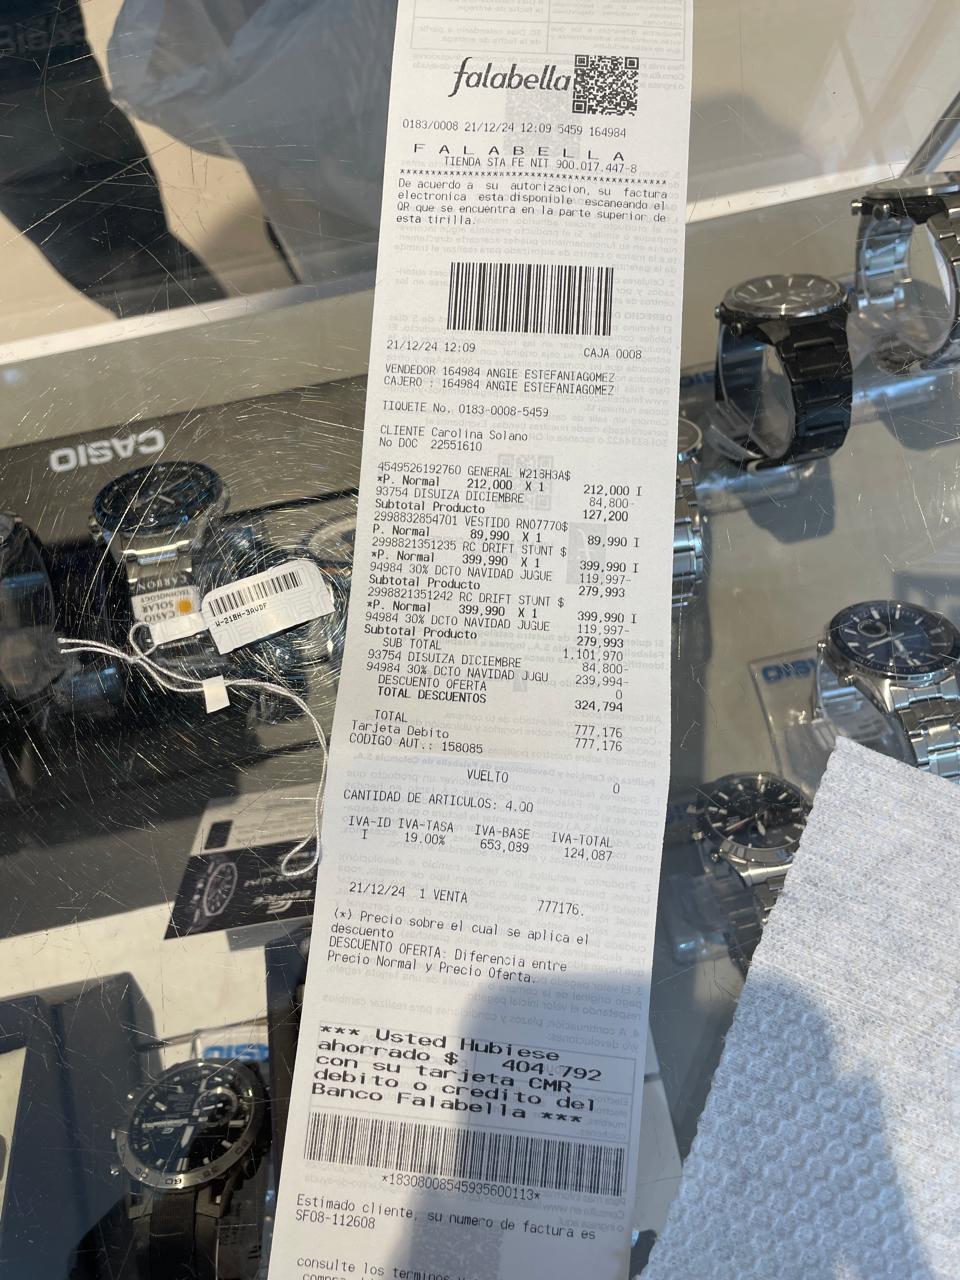 falabella
0183/0008 21/12/24 12:09 5459 164984
F A L A B E L L A
TIENDA STA FE NIT 900.017.447-8
De acuerdo a su autorizacion, su factura
electronica esta disponible escaneando el
QR que se encuentra en la parte superior de
esta tirilla.
21/12/24 12:09 CAJA 0008
VENDEDOR 164984 ANGIE ESTEFANIAGOMEZ
CAJERO : 164984 ANGIE ESTEFANIAGOMEZ
TIQUETE No. 0183-0008-5459
CLIENTE Carolina Solano
No DOC 22551610
4549526192760 GENERAL W218H3A$
*P. Normal 212,000 X 1 212,000 I
93754 DISUIZA DICIEMBRE 84,800-
Subtotal Producto 127,200
2998832854701 VESTIDO RN07770$
P. Normal 89,990 X 1 89,990 I
2998821351235 RC DRIFT STUNT $
*P. Normal 399,990 X 1 399,990 I
94984 30% DCTO NAVIDAD JUGUE 119,997-
Subtotal Producto 279,993
2998821351242 RC DRIFT STUNT $
*P. Normal 399,990 X 1 399,990 I
94984 30% DCTO NAVIDAD JUGUE 119,997-
Subtotal Producto 279,993
SUB TOTAL 1,101,970
93754 DISUIZA DICIEMBRE 84,800-
94984 30% DCTO NAVIDAD JUGU 239,994-
DESCUENTO OFERTA 0
TOTAL DESCUENTOS 324,794
TOTAL 777,176
Tarjeta Debito 777,176
CODIGO AUT.: 158085
VUELTO 0
CANTIDAD DE ARTICULOS: 4.00
IVA-ID IVA-TASA IVA-BASE IVA-TOTAL
I 19.00% 653,089 124,087
21/12/24 1 VENTA 777176.
(*) Precio sobre el cual se aplica el
descuento
DESCUENTO OFERTA: Diferencia entre
Precio Normal y Precio Oferta.
*** Usted Hubiese
ahorrado $ 404,792
con su tarjeta CMR
debito o credito del
Banco Falabella ***
*18308008545935600113*
Estimado cliente, su numero de factura es
SF08-112608
consulte los terminos
CASIO
CARBON
TECHNOLOGY
SOLAR
CASIO
W-218H-3AVDF
CASIO
CASIO